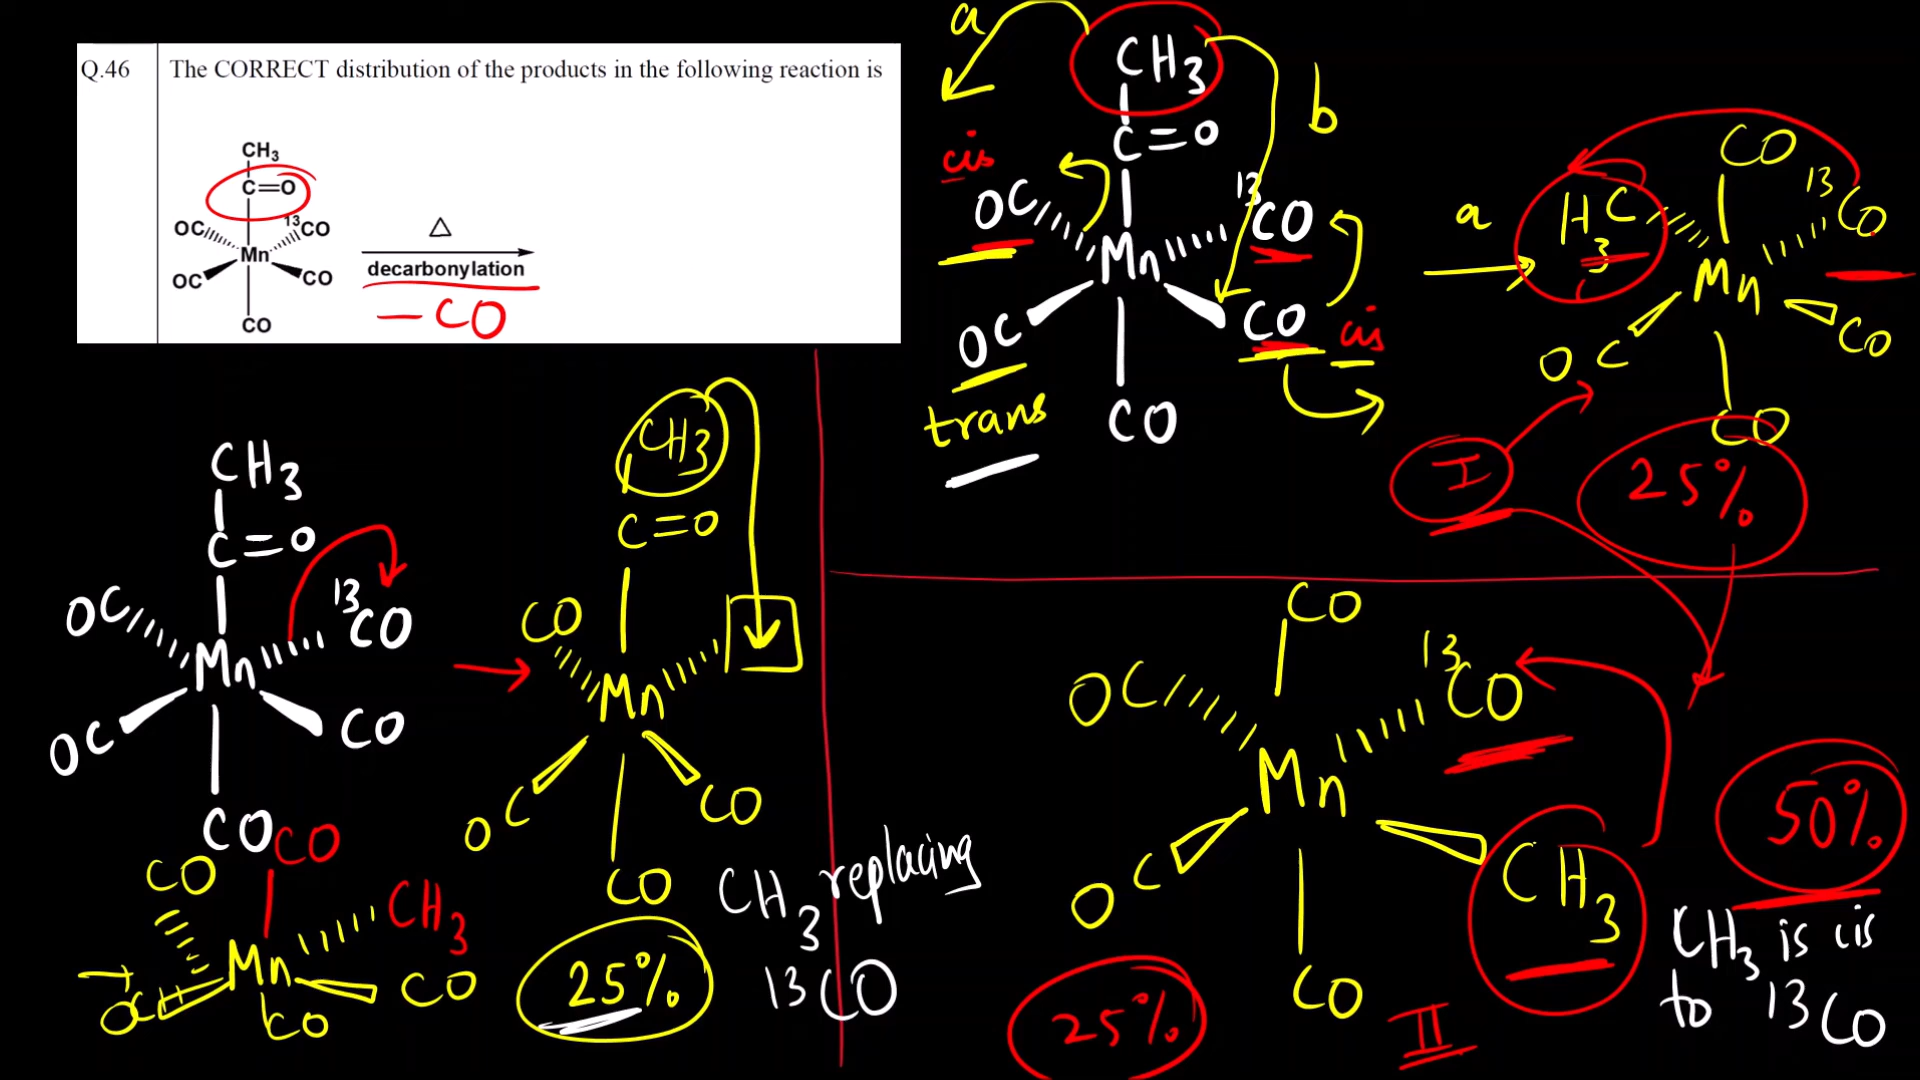 Q.46 The CORRECT distribution of the products in the following reaction is
CH3
C=O
OC 13CO
Mn
OC CO
CO
Δ
decarbonylation
- CO
a
CH3
C=O
b
cis
OC 13CO
Mn
OC CO cis
trans
CO
a
CO
H3C 13CO
Mn
OC CO
CO
I
25%
CH3
C=O
OC 13CO
Mn
OC CO
CO
CH3
C=O
CO
Mn
OC CO
CO
CO
CO CH3
Mn
OC CO
CO
25%
CH3 replacing
13CO
CO
OC 13CO
Mn
OC CH3
CO
25%
II
50%
CH3 is cis
to 13CO